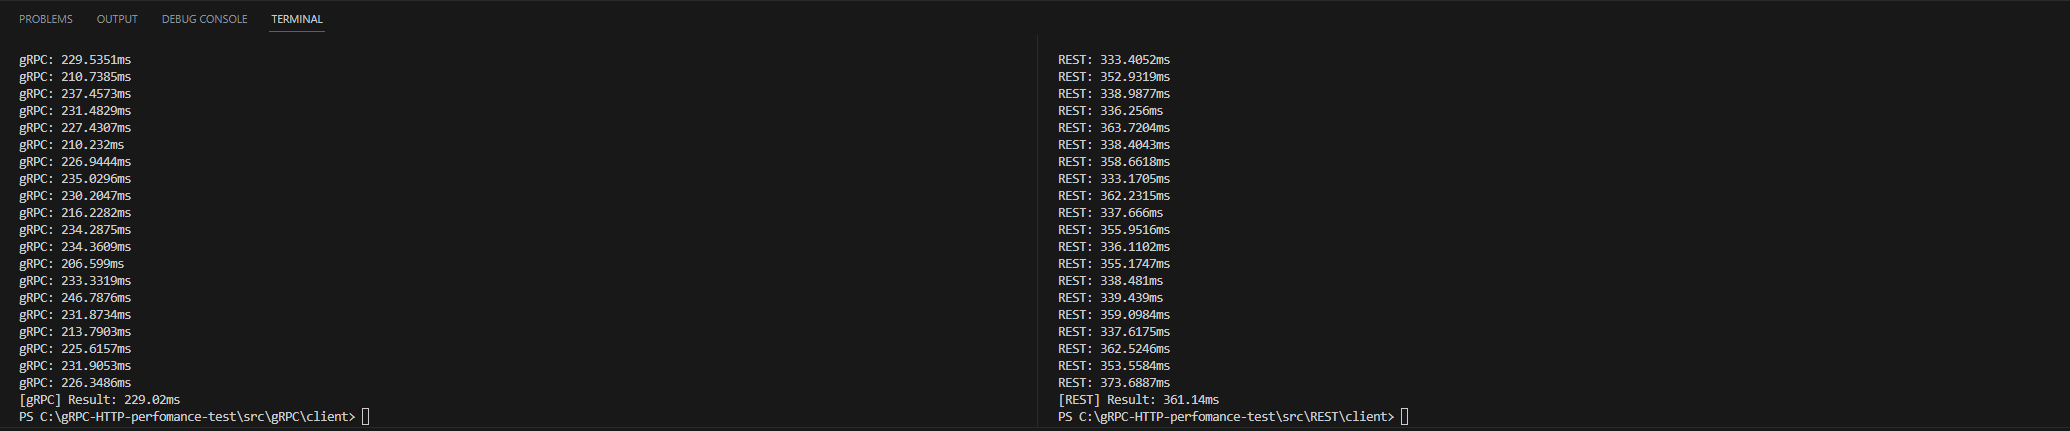 PROBLEMS OUTPUT DEBUG CONSOLE TERMINAL
gRPC: 229.5351ms
gRPC: 210.7385ms
gRPC: 237.4573ms
gRPC: 231.4829ms
gRPC: 227.4307ms
gRPC: 210.232ms
gRPC: 226.9444ms
gRPC: 235.0296ms
gRPC: 230.2047ms
gRPC: 216.2282ms
gRPC: 234.2875ms
gRPC: 234.3609ms
gRPC: 206.599ms
gRPC: 233.3319ms
gRPC: 246.7876ms
gRPC: 231.8734ms
gRPC: 213.7903ms
gRPC: 225.6157ms
gRPC: 231.9053ms
gRPC: 226.3486ms
[gRPC] Result: 229.02ms
PS C:\gRPC-HTTP-perfomance-test\src\gRPC\client>
REST: 333.4052ms
REST: 352.9319ms
REST: 338.9877ms
REST: 336.256ms
REST: 363.7204ms
REST: 338.4043ms
REST: 358.6618ms
REST: 333.1705ms
REST: 362.2315ms
REST: 337.666ms
REST: 355.9516ms
REST: 336.1102ms
REST: 355.1747ms
REST: 338.481ms
REST: 339.439ms
REST: 359.0984ms
REST: 337.6175ms
REST: 362.5246ms
REST: 353.5584ms
REST: 373.6887ms
[REST] Result: 361.14ms
PS C:\gRPC-HTTP-perfomance-test\src\REST\client>